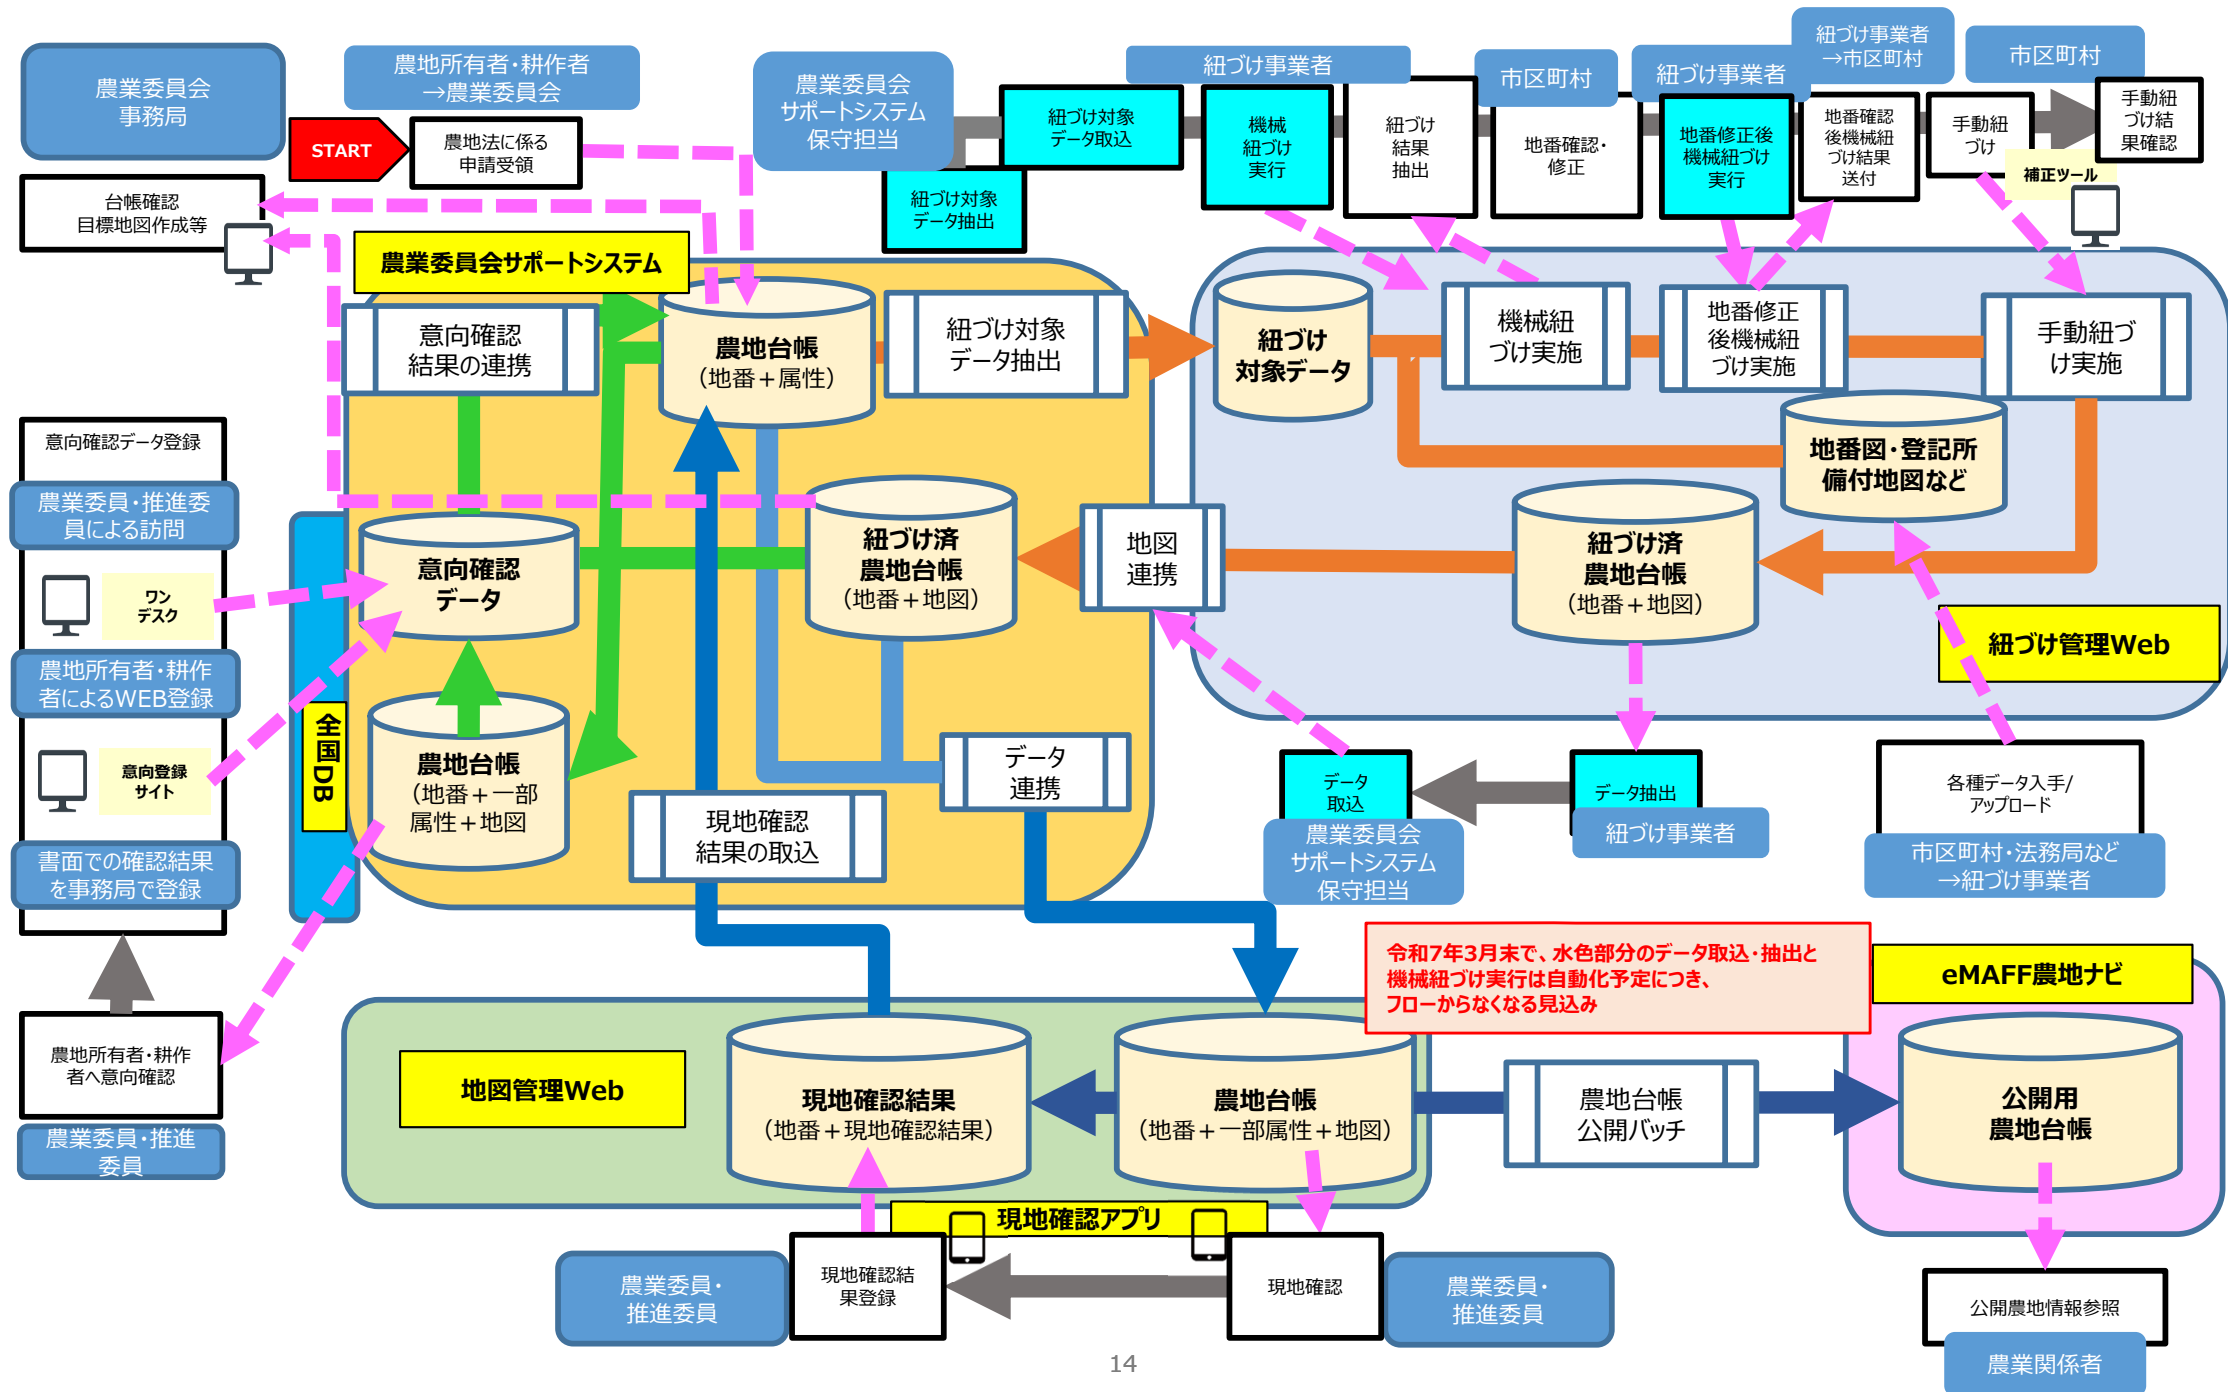 農業委員会
事務局
農地所有者・耕作者
→農業委員会
START
農地法に係る
申請受領
農業委員会
サポートシステム
保守担当
紐づけ対象
データ抽出
紐づけ対象
データ取込
紐づけ事業者
機械
紐づけ
実行
紐づけ
結果
抽出
市区町村
地番確認・
修正
紐づけ事業者
地番修正後
機械紐づけ
実行
紐づけ事業者
→市区町村
地番確認
後機械紐
づけ結果
送付
市区町村
手動紐
づけ
手動紐
づけ結
果確認
補正ツール
台帳確認
目標地図作成等
農業委員会サポートシステム
意向確認
結果の連携
農地台帳
（地番＋属性）
紐づけ対象
データ抽出
紐づけ
対象データ
機械紐
づけ実施
地番修正
後機械紐
づけ実施
手動紐づ
け実施
地番図・登記所
備付地図など
意向確認データ登録
農業委員・推進委
員による訪問
ワン
デスク
農地所有者・耕作
者によるWEB登録
意向登録
サイト
書面での確認結果
を事務局で登録
全国DB
意向確認
データ
紐づけ済
農地台帳
（地番＋地図）
地図
連携
紐づけ済
農地台帳
（地番＋地図）
紐づけ管理Web
農地台帳
（地番＋一部
属性＋地図
現地確認
結果の取込
データ
連携
データ
取込
農業委員会
サポートシステム
保守担当
データ抽出
紐づけ事業者
各種データ入手/
アップロード
市区町村・法務局など
→紐づけ事業者
農地所有者・耕作
者へ意向確認
農業委員・推進
委員
令和7年3月末で、水色部分のデータ取込・抽出と
機械紐づけ実行は自動化予定につき、
フローからなくなる見込み
eMAFF農地ナビ
地図管理Web
現地確認結果
（地番＋現地確認結果）
農地台帳
（地番＋一部属性＋地図）
農地台帳
公開バッチ
公開用
農地台帳
現地確認アプリ
農業委員・
推進委員
現地確認結
果登録
現地確認
農業委員・
推進委員
公開農地情報参照
農業関係者
14